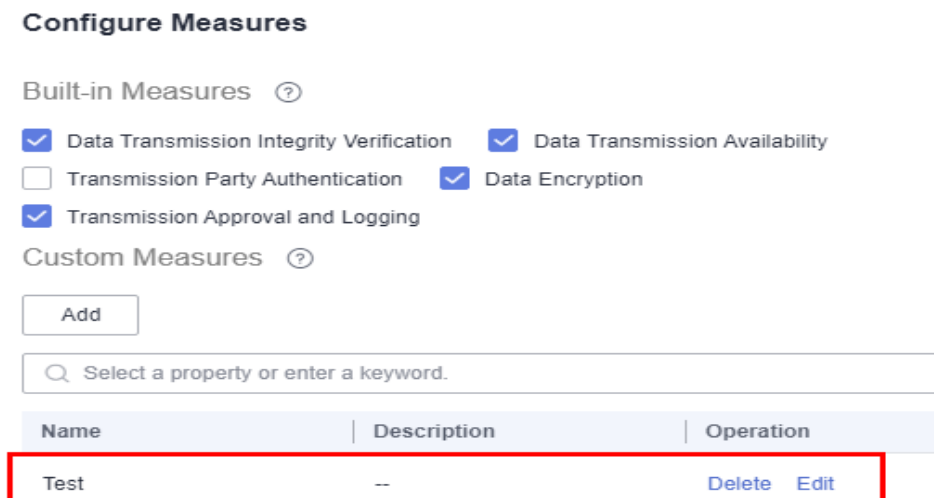 Configure Measures
Built-in Measures ?
Data Transmission Integrity Verification Data Transmission Availability
Transmission Party Authentication Data Encryption
Transmission Approval and Logging
Custom Measures ?
Add
Select a property or enter a keyword.
Name Description Operation
Test -- Delete Edit